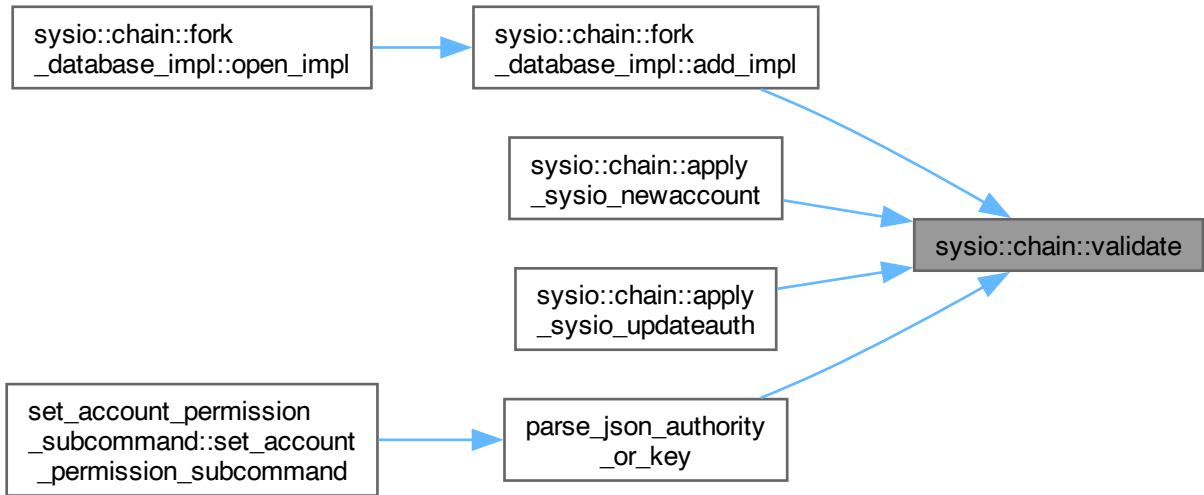 sysio::chain::fork
_database_impl::open_impl
sysio::chain::fork
_database_impl::add_impl
sysio::chain::apply
_sysio_newaccount
sysio::chain::validate
sysio::chain::apply
_sysio_updateauth
set_account_permission
_subcommand::set_account
_permission_subcommand
parse_json_authority
_or_key